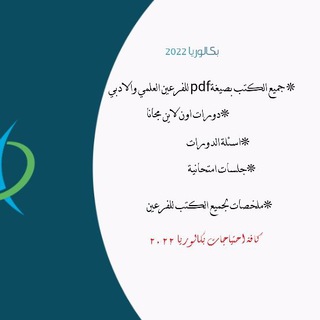 بكالوريا 2022
* جميع الكتب بصيغة pdf للفرعين العلمي والادبي
*دورات اون لاين مجانا
*اسئلة الدورات
*جلسات امتحانية
*ملخصات لجميع الكتب للفرعين
كافة احتياجات بكالوريا ٢٠٢٢